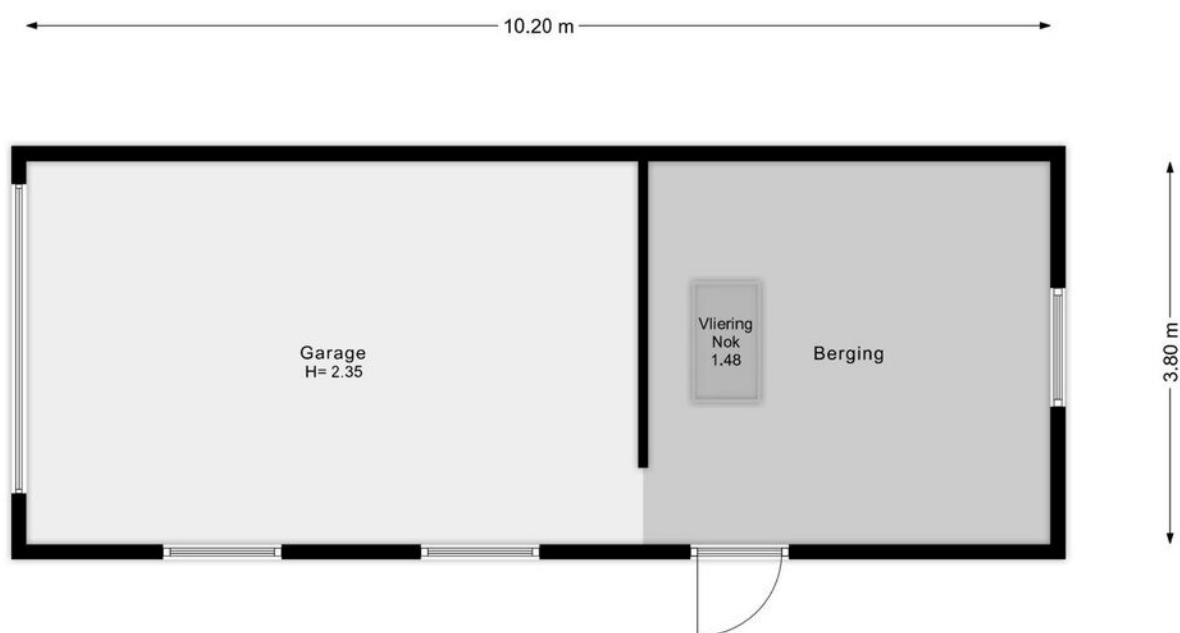 10.20 m
Garage
H= 2.35
Vliering
Nok
1.48
Berging
3.80 m